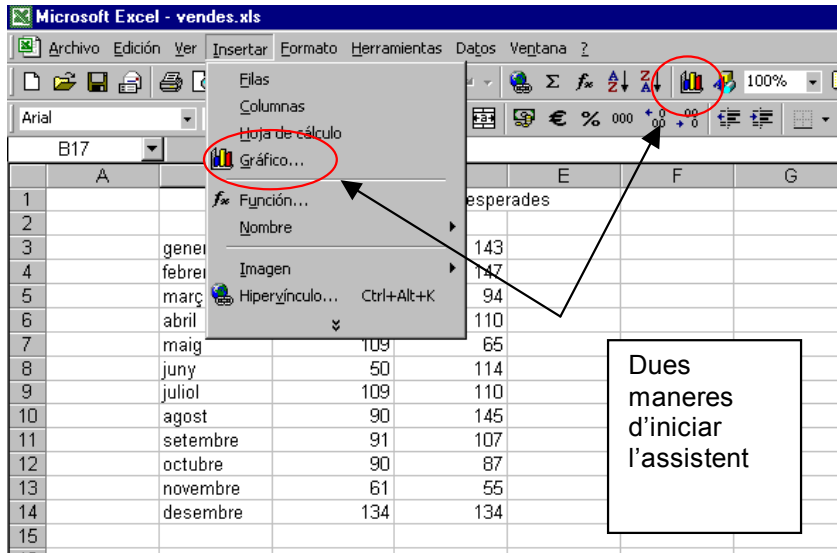 Microsoft Excel - vendes.xls
Archivo Edición Ver Insertar Formato Herramientas Datos Ventana ?
Σ fx A Z Z A 100%
Arial € % 000
B17
A E F G
Filas
Columnas
Hoja de cálculo
Gráfico...
fx Función...
Nombre
Imagen
Hipervínculo... Ctrl+Alt+K
1 esperades
2
3 143
4 147
5 març 94
6 abril 110
7 maig 109 65
8 juny 50 114
9 juliol 109 110
10 agost 90 145
11 setembre 91 107
12 octubre 90 87
13 novembre 61 55
14 desembre 134 134
15
Dues
maneres
d'iniciar
l'assistent